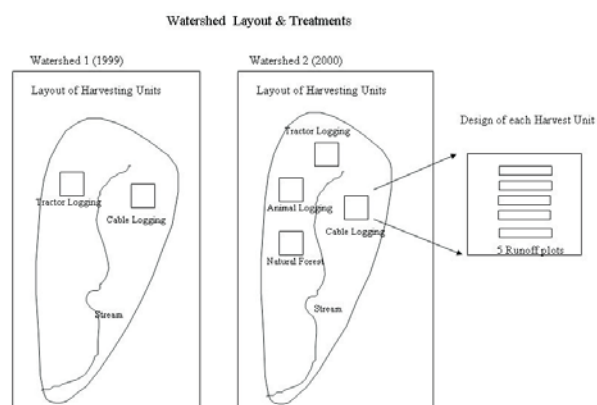 Watershed Layout & Treatments
Watershed 1 (1999)
Layout of Harvesting Units
Tractor Logging
Cable Logging
Stream
Watershed 2 (2000)
Layout of Harvesting Units
Tractor Logging
Animal Logging
Cable Logging
Natural Forest
Stream
Design of each Harvest Unit
5 Runoff plots